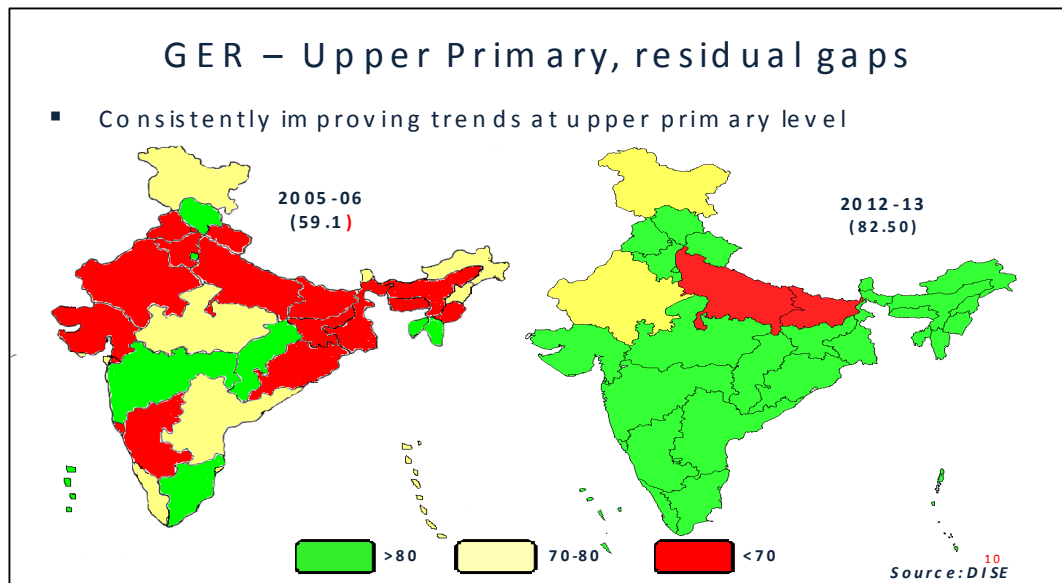 GER – Upper Primary, residual gaps
▪ Consistently improving trends at upper primary level
2005-06
(59.1)
2012-13
(82.50)
>80
70-80
<70
10
Source: DISE